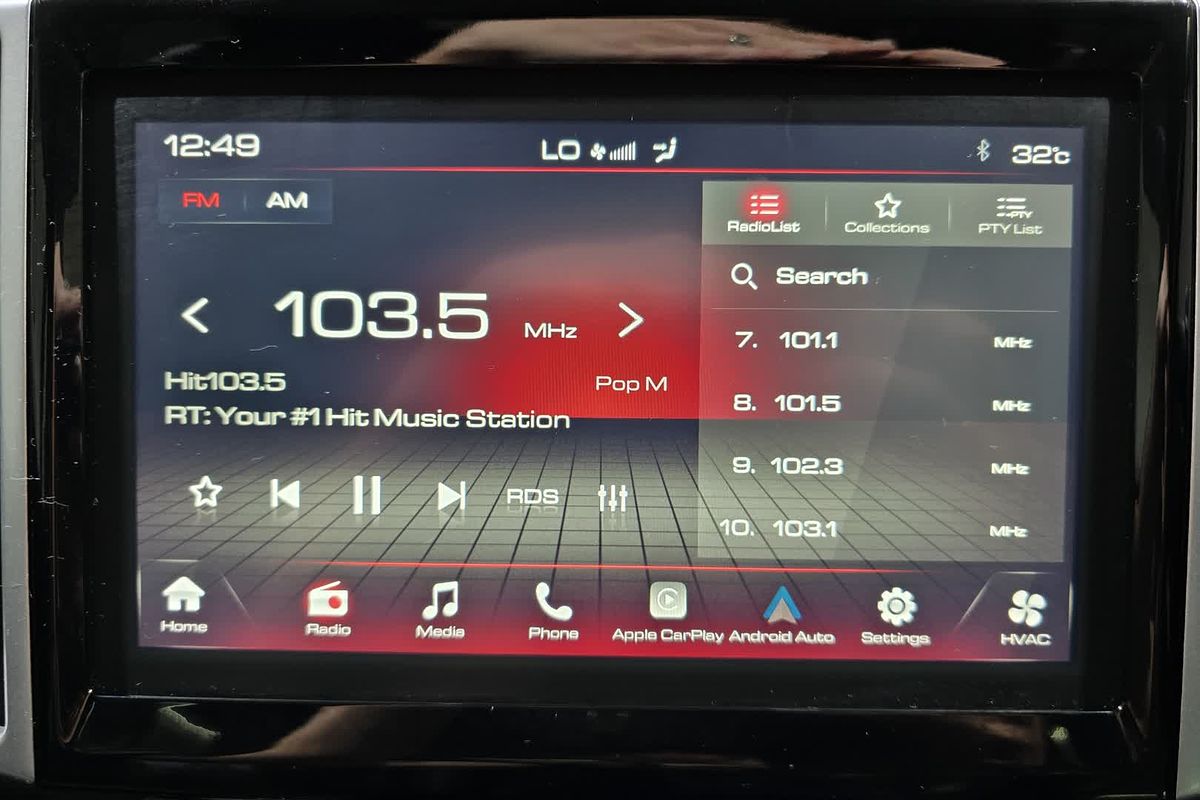 12:49 LO 32°c
FM AM
RadioList Collections PTY List
Search
103.5 MHz
Hit103.5 Pop M
RT: Your #1 Hit Music Station
7. 101.1 MHz
8. 101.5 MHz
9. 102.3 MHz
10. 103.1 MHz
RDS
Home Radio Media Phone Apple CarPlay Android Auto Settings HVAC